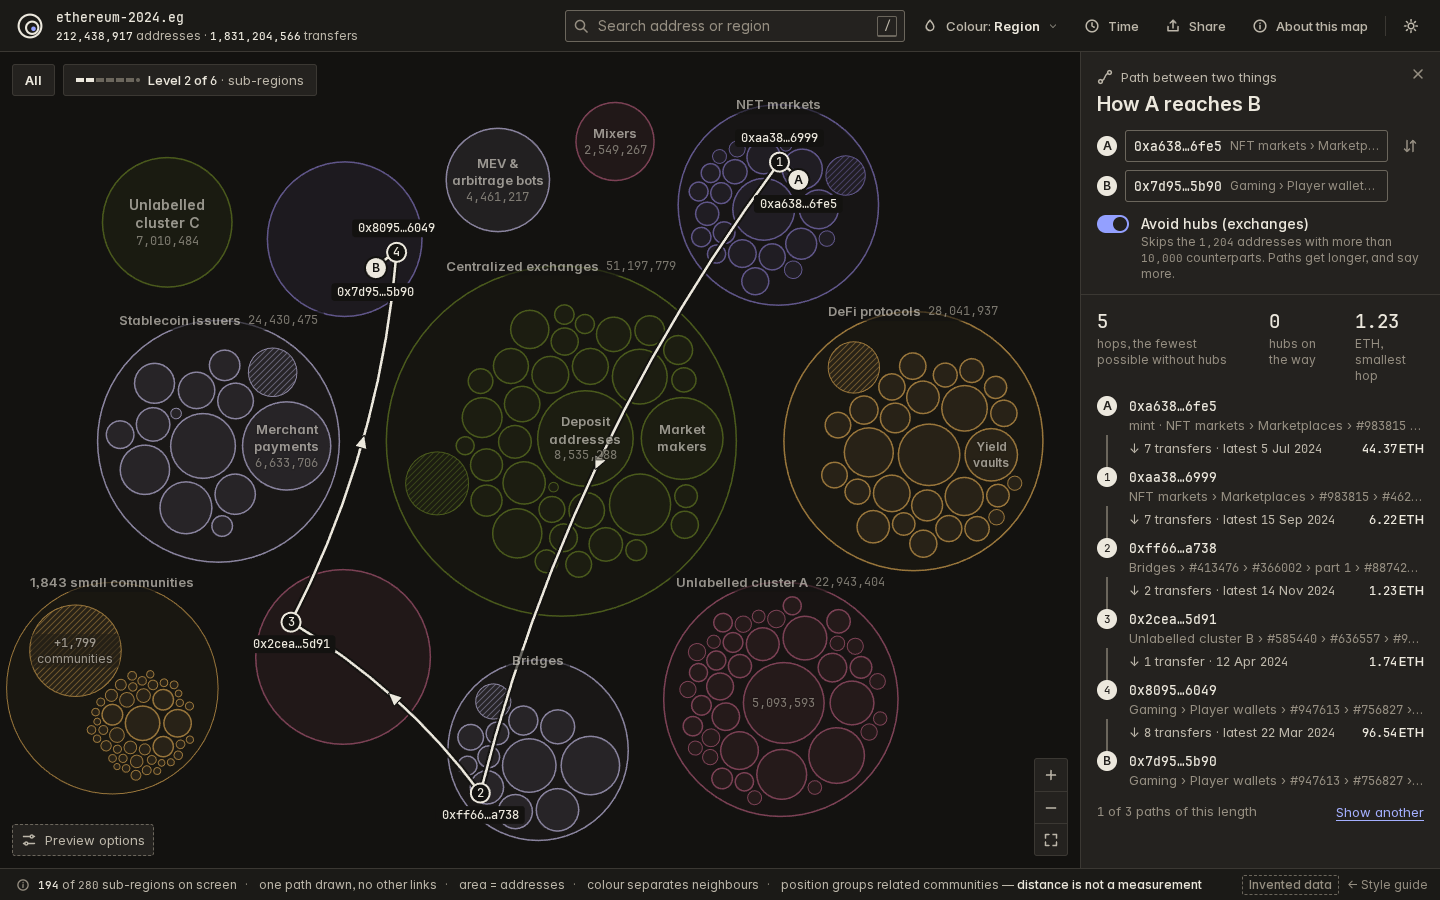 ethereum-2024.eg
212,438,917 addresses · 1,831,204,566 transfers
Search address or region /
Colour: Region
Time
Share
About this map
All
Level 2 of 6 · sub-regions
NFT markets
Mixers
2,549,267
MEV &
arbitrage bots
4,461,217
0xaa38…6999
1
A
0xa638…6fe5
Unlabelled
cluster C
7,010,484
0x8095…6049
4
B
0x7d95…5b90
Centralized exchanges 51,197,779
Stablecoin issuers 24,430,475
DeFi protocols 28,041,937
Merchant
payments
6,633,706
Deposit
addresses
8,535,288
Market
makers
Yield
vaults
1,843 small communities
+1,799
communities
3
0x2cea…5d91
Unlabelled cluster A 22,943,404
5,093,593
Bridges
2
0xff66…a738
Preview options
Path between two things
How A reaches B
A 0xa638…6fe5 NFT markets › Marketp…
B 0x7d95…5b90 Gaming › Player wallet…
Avoid hubs (exchanges)
Skips the 1,204 addresses with more than
10,000 counterparts. Paths get longer, and say
more.
5
hops, the fewest
possible without hubs
0
hubs on
the way
1.23
ETH,
smallest
hop
A 0xa638…6fe5
mint · NFT markets › Marketplaces › #983815 …
↓ 7 transfers · latest 5 Jul 2024 44.37 ETH
1 0xaa38…6999
NFT markets › Marketplaces › #983815 › #462…
↓ 7 transfers · latest 15 Sep 2024 6.22 ETH
2 0xff66…a738
Bridges › #413476 › #366002 › part 1 › #88742…
↓ 2 transfers · latest 14 Nov 2024 1.23 ETH
3 0x2cea…5d91
Unlabelled cluster B › #585440 › #636557 › #9…
↓ 1 transfer · 12 Apr 2024 1.74 ETH
4 0x8095…6049
Gaming › Player wallets › #947613 › #756827 ›…
↓ 8 transfers · latest 22 Mar 2024 96.54 ETH
B 0x7d95…5b90
Gaming › Player wallets › #947613 › #756827 ›…
1 of 3 paths of this length Show another
194 of 280 sub-regions on screen · one path drawn, no other links · area = addresses · colour separates neighbours · position groups related communities — distance is not a measurement
Invented data
← Style guide